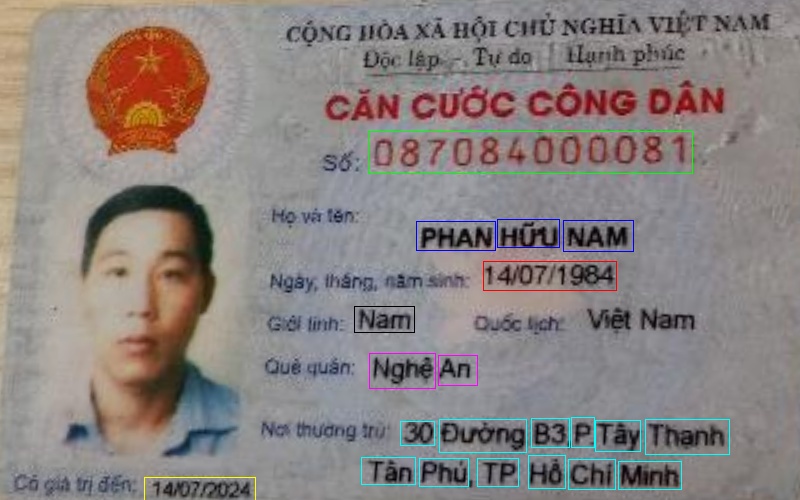 CỘNG HÒA XÃ HỘI CHỦ NGHĨA VIỆT NAM
Độc lập - Tự do Hạnh phúc
CĂN CƯỚC CÔNG DÂN
Số: 087084000081
Họ và tên:
PHAN HỮU NAM
Ngày, tháng, năm sinh: 14/07/1984
Giới tính: Nam Quốc tịch: Việt Nam
Quê quán: Nghệ An
Nơi thường trú: 30 Đường B3,P Tây Thạnh
Tân Phú, TP Hồ Chí Minh
Có giá trị đến: 14/07/2024